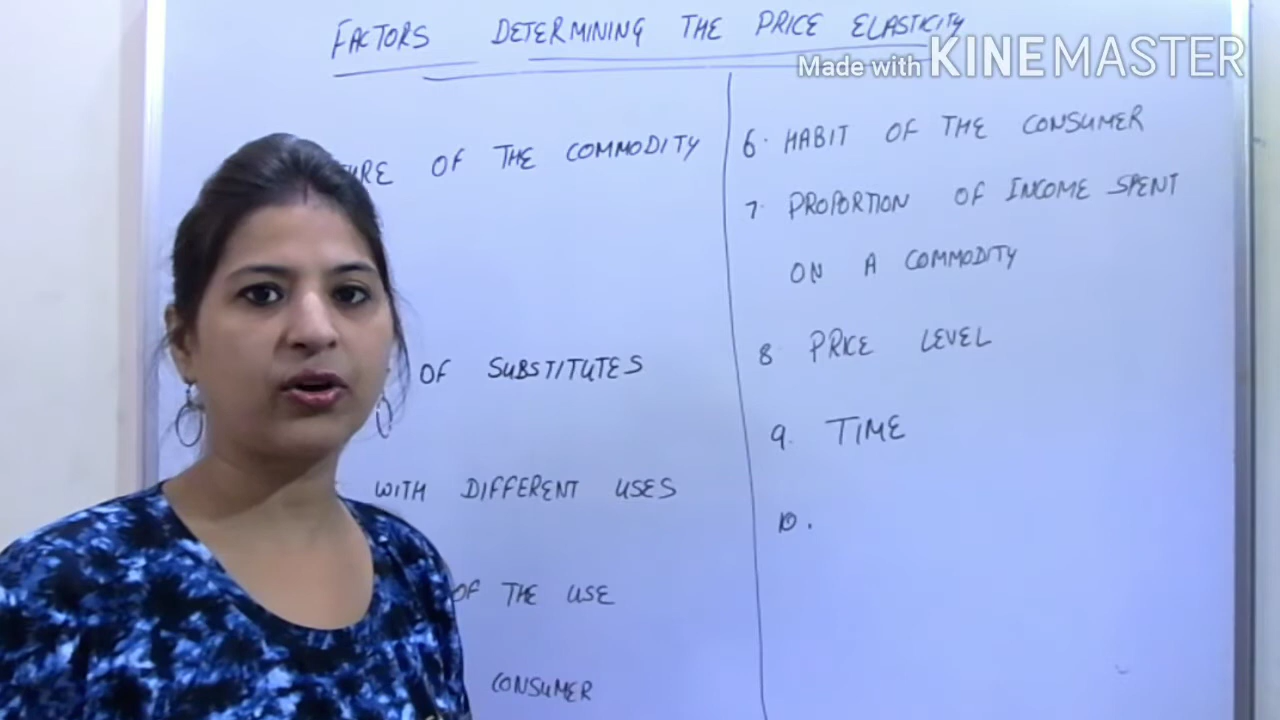 FACTORS DETERMINING THE PRICE ELASTICITY
Made with KINEMASTER
TURE OF THE COMMODITY
OF SUBSTITUTES
WITH DIFFERENT USES
OF THE USE
CONSUMER
6. HABIT OF THE CONSUMER
7. PROPORTION OF INCOME SPENT
ON A COMMODITY
8 PRICE LEVEL
9. TIME
10.